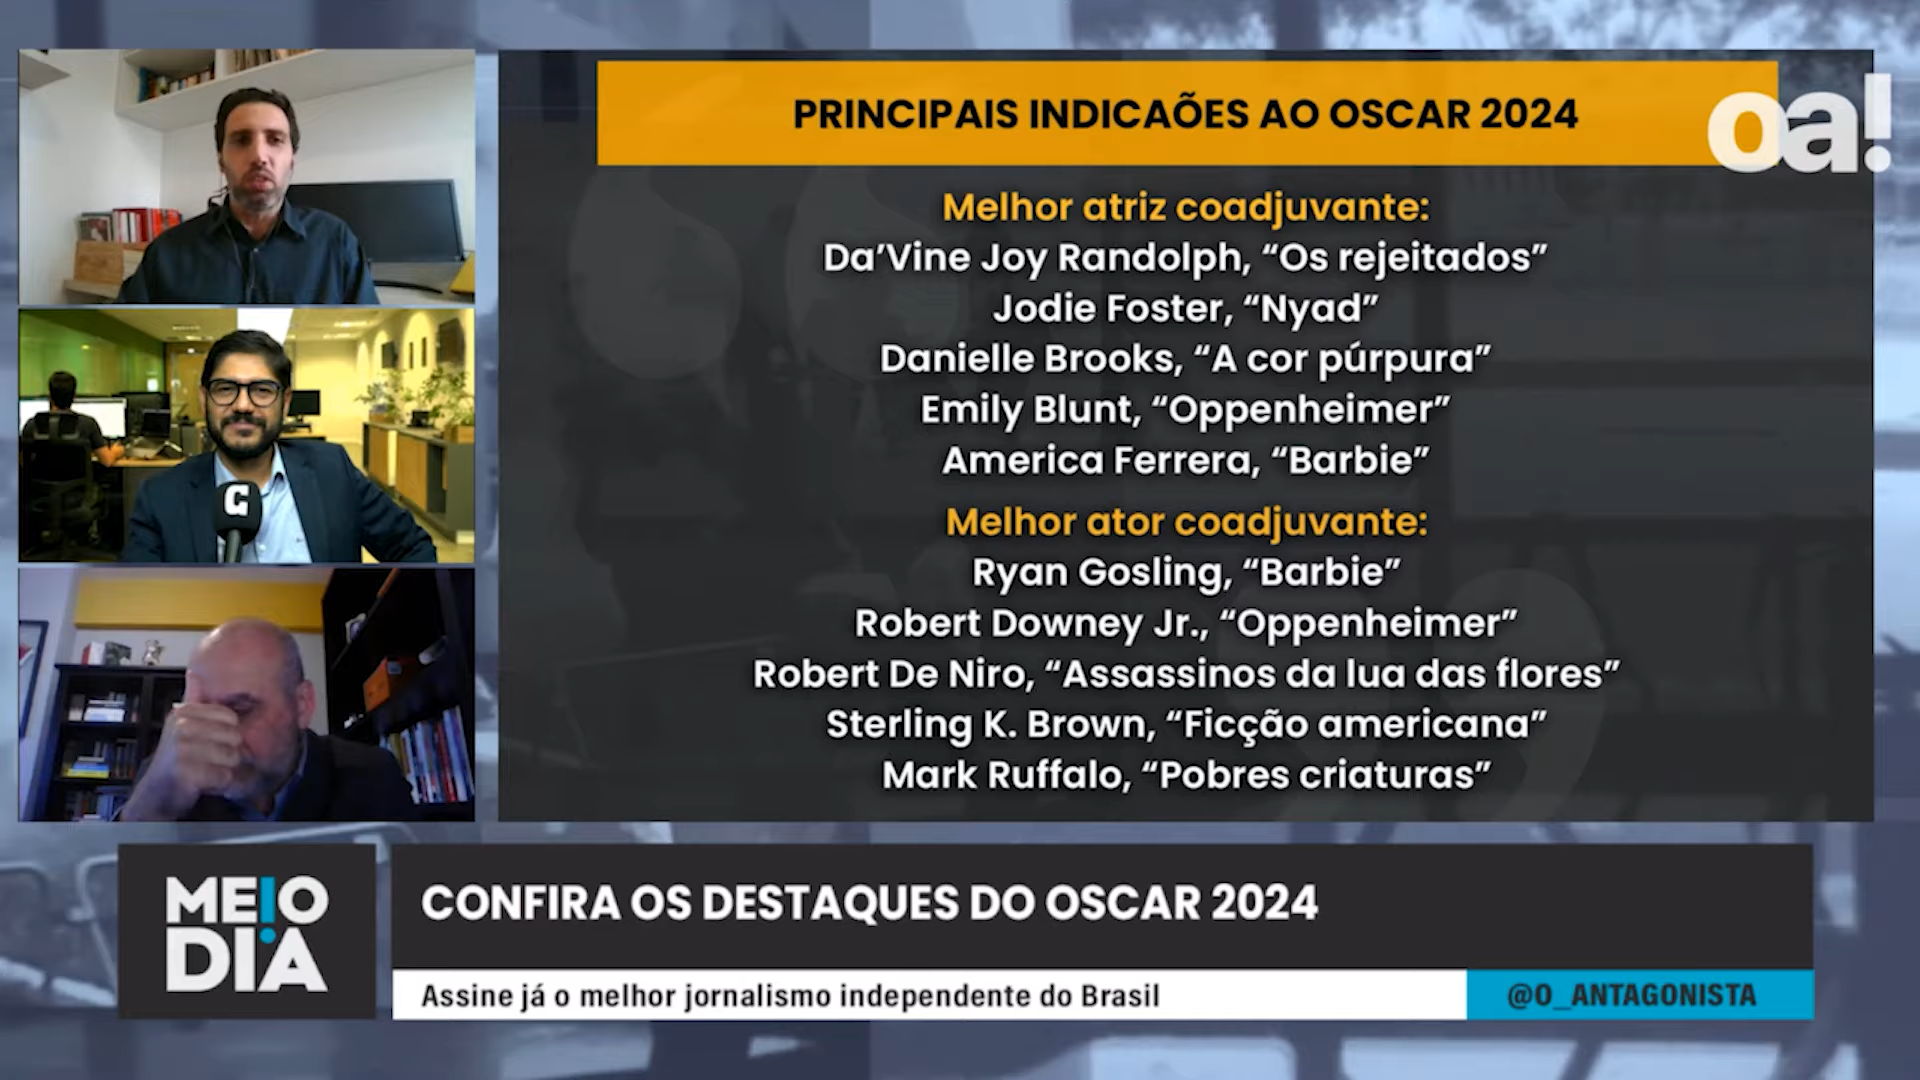 PRINCIPAIS INDICAÕES AO OSCAR 2024
oa!
Melhor atriz coadjuvante:
Da’Vine Joy Randolph, “Os rejeitados”
Jodie Foster, “Nyad”
Danielle Brooks, “A cor púrpura”
Emily Blunt, “Oppenheimer”
America Ferrera, “Barbie”
Melhor ator coadjuvante:
Ryan Gosling, “Barbie”
Robert Downey Jr., “Oppenheimer”
Robert De Niro, “Assassinos da lua das flores”
Sterling K. Brown, “Ficção americana”
Mark Ruffalo, “Pobres criaturas”
G
MEIO
DIA
CONFIRA OS DESTAQUES DO OSCAR 2024
Assine já o melhor jornalismo independente do Brasil
@O_ANTAGONISTA